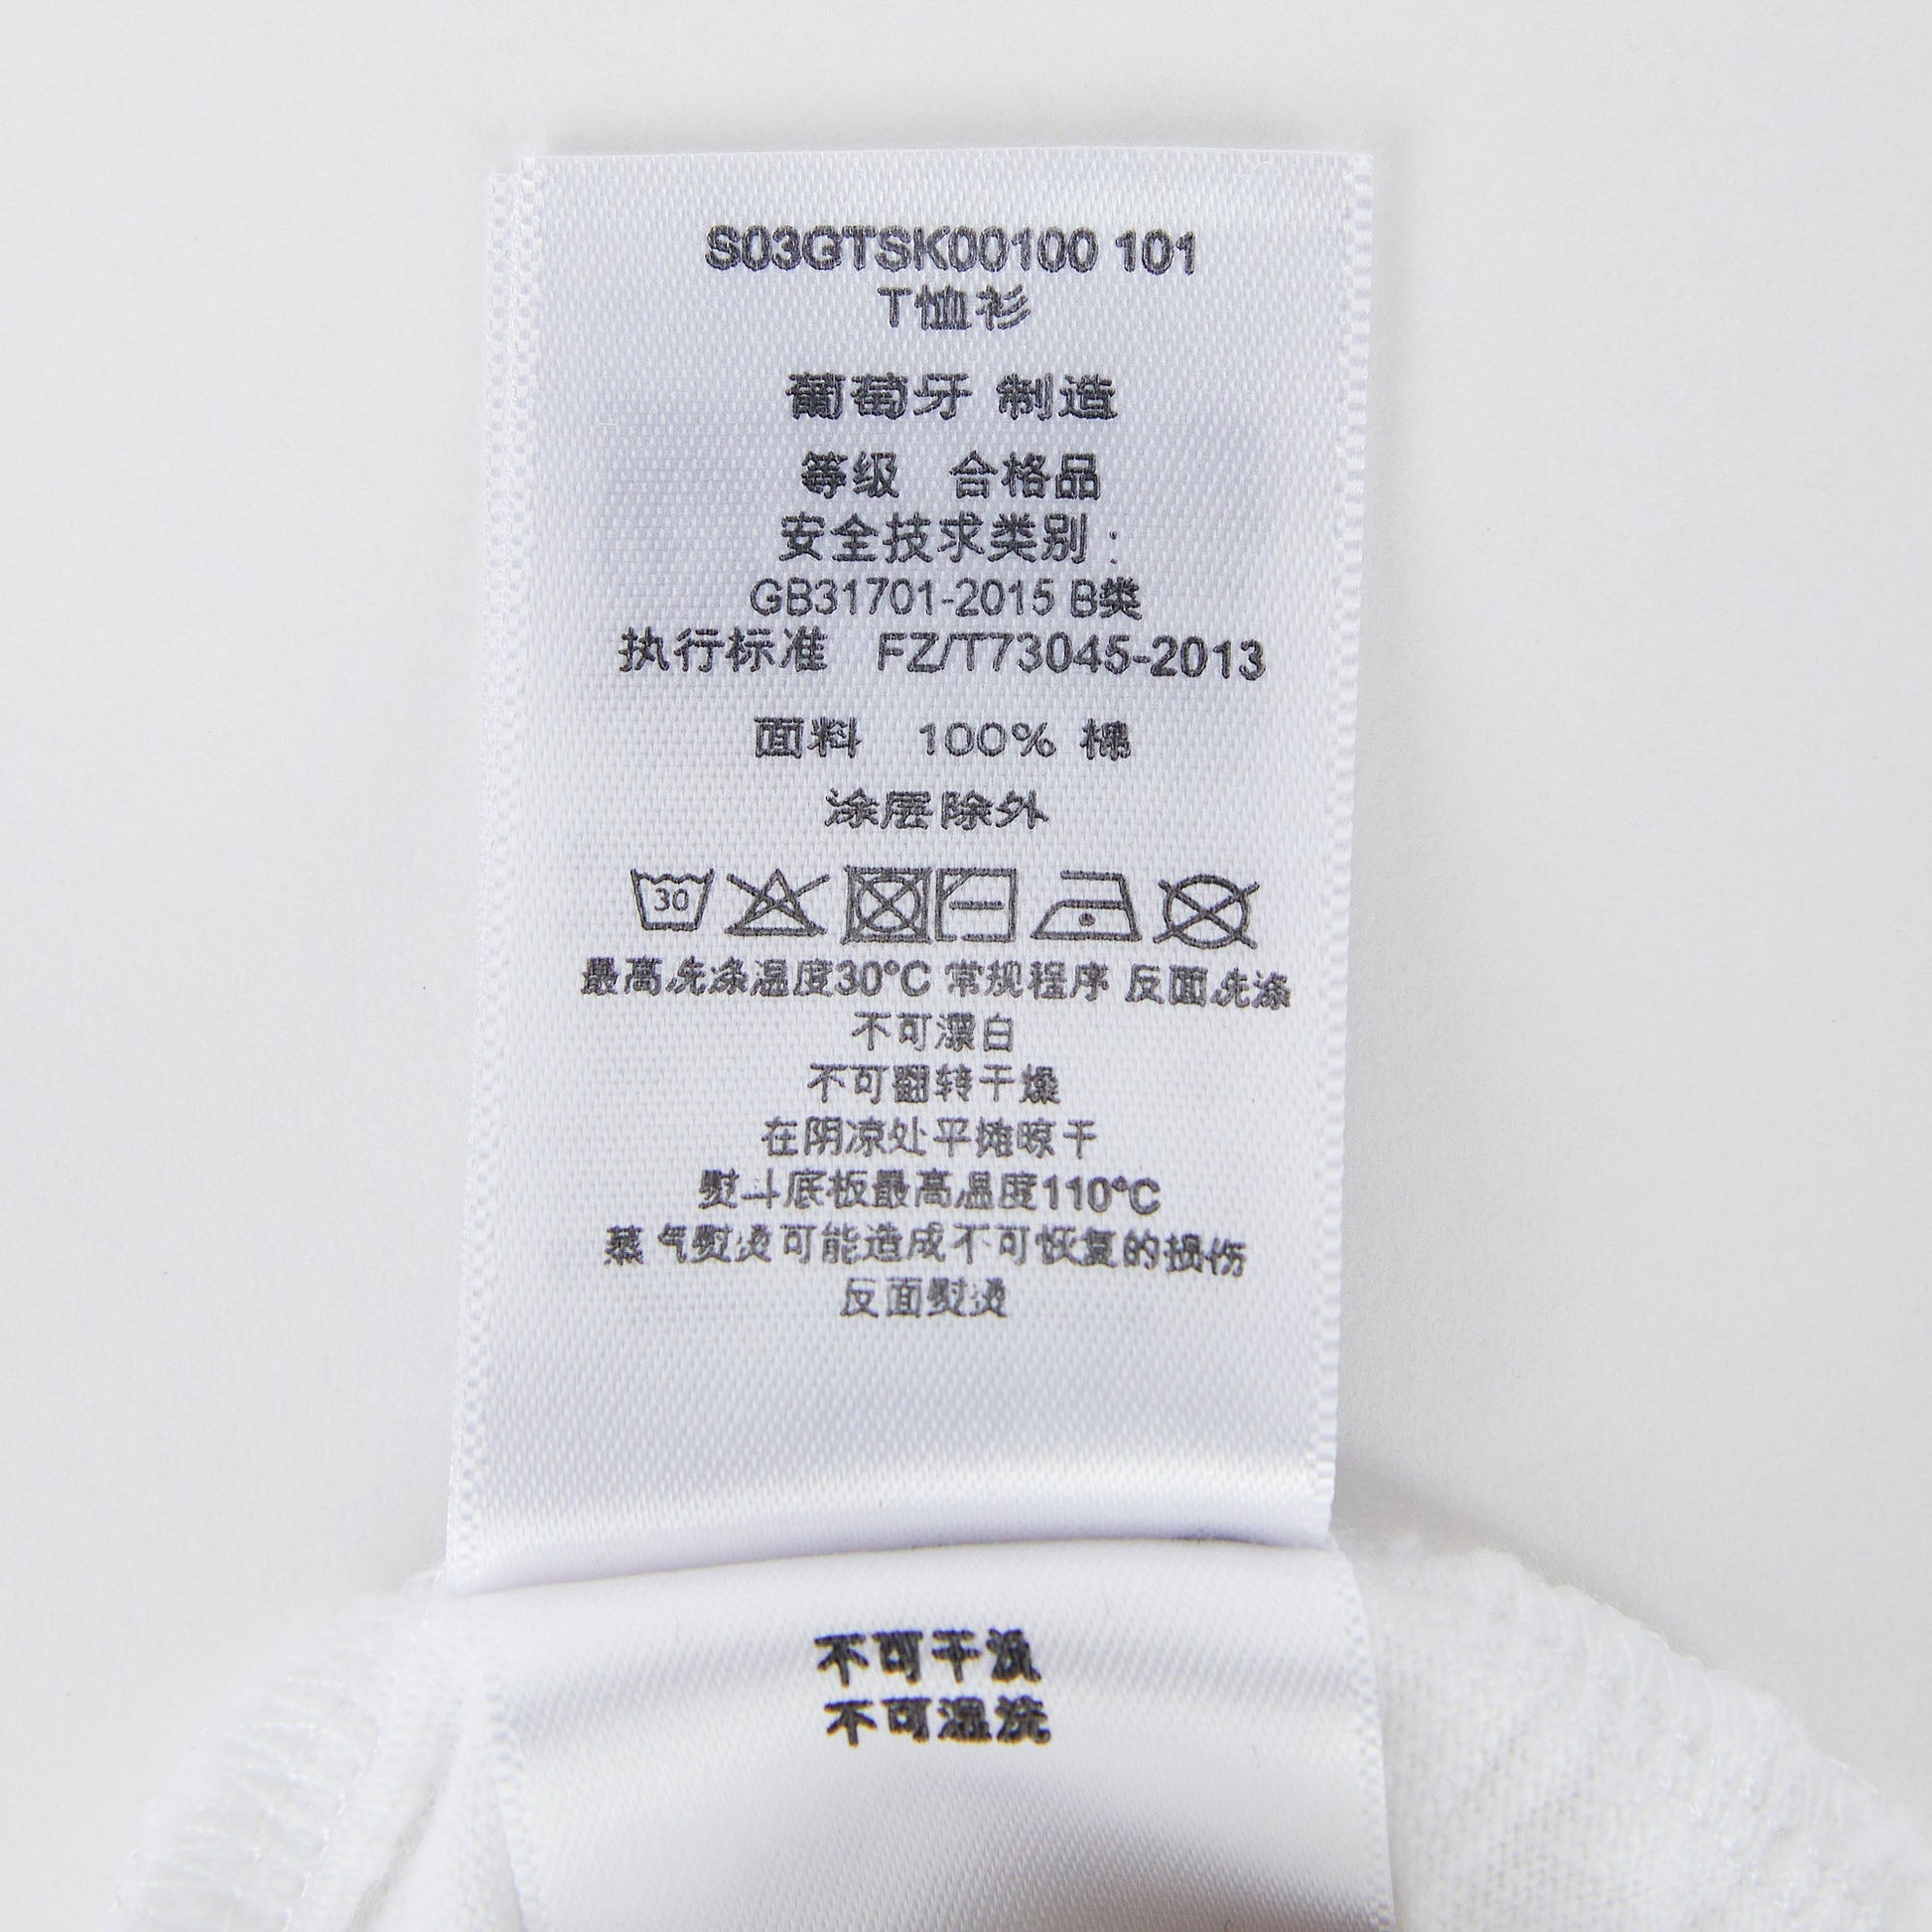 S03GTSK00100 101
T恤衫
葡萄牙 制造
等级 合格品
安全技求类别:
GB31701-2015 B类
执行标准 FZ/T73045-2013
面料 100% 棉
涂层除外
30
最高洗涤温度30°C 常规程序 反面洗涤
不可漂白
不可翻转干燥
在阴凉处平摊晾干
熨斗底板最高温度110°C
蒸气熨烫可能造成不可恢复的损伤
反面熨烫
不可干洗
不可湿洗